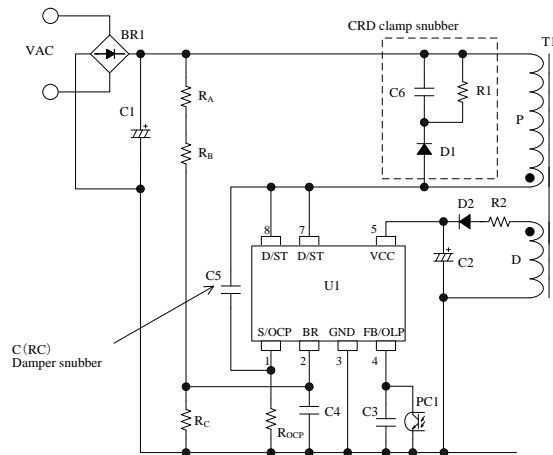 CRD clamp snubber
VAC
BR1
T1
C1
RA
RB
C6
R1
P
D1
D2
R2
8
7
5
D/ST
D/ST
VCC
C2
D
C5
U1
C(RC)
Damper snubber
S/OCP
BR
GND
FB/OLP
1
2
3
4
PC1
RC
ROCP
C4
C3